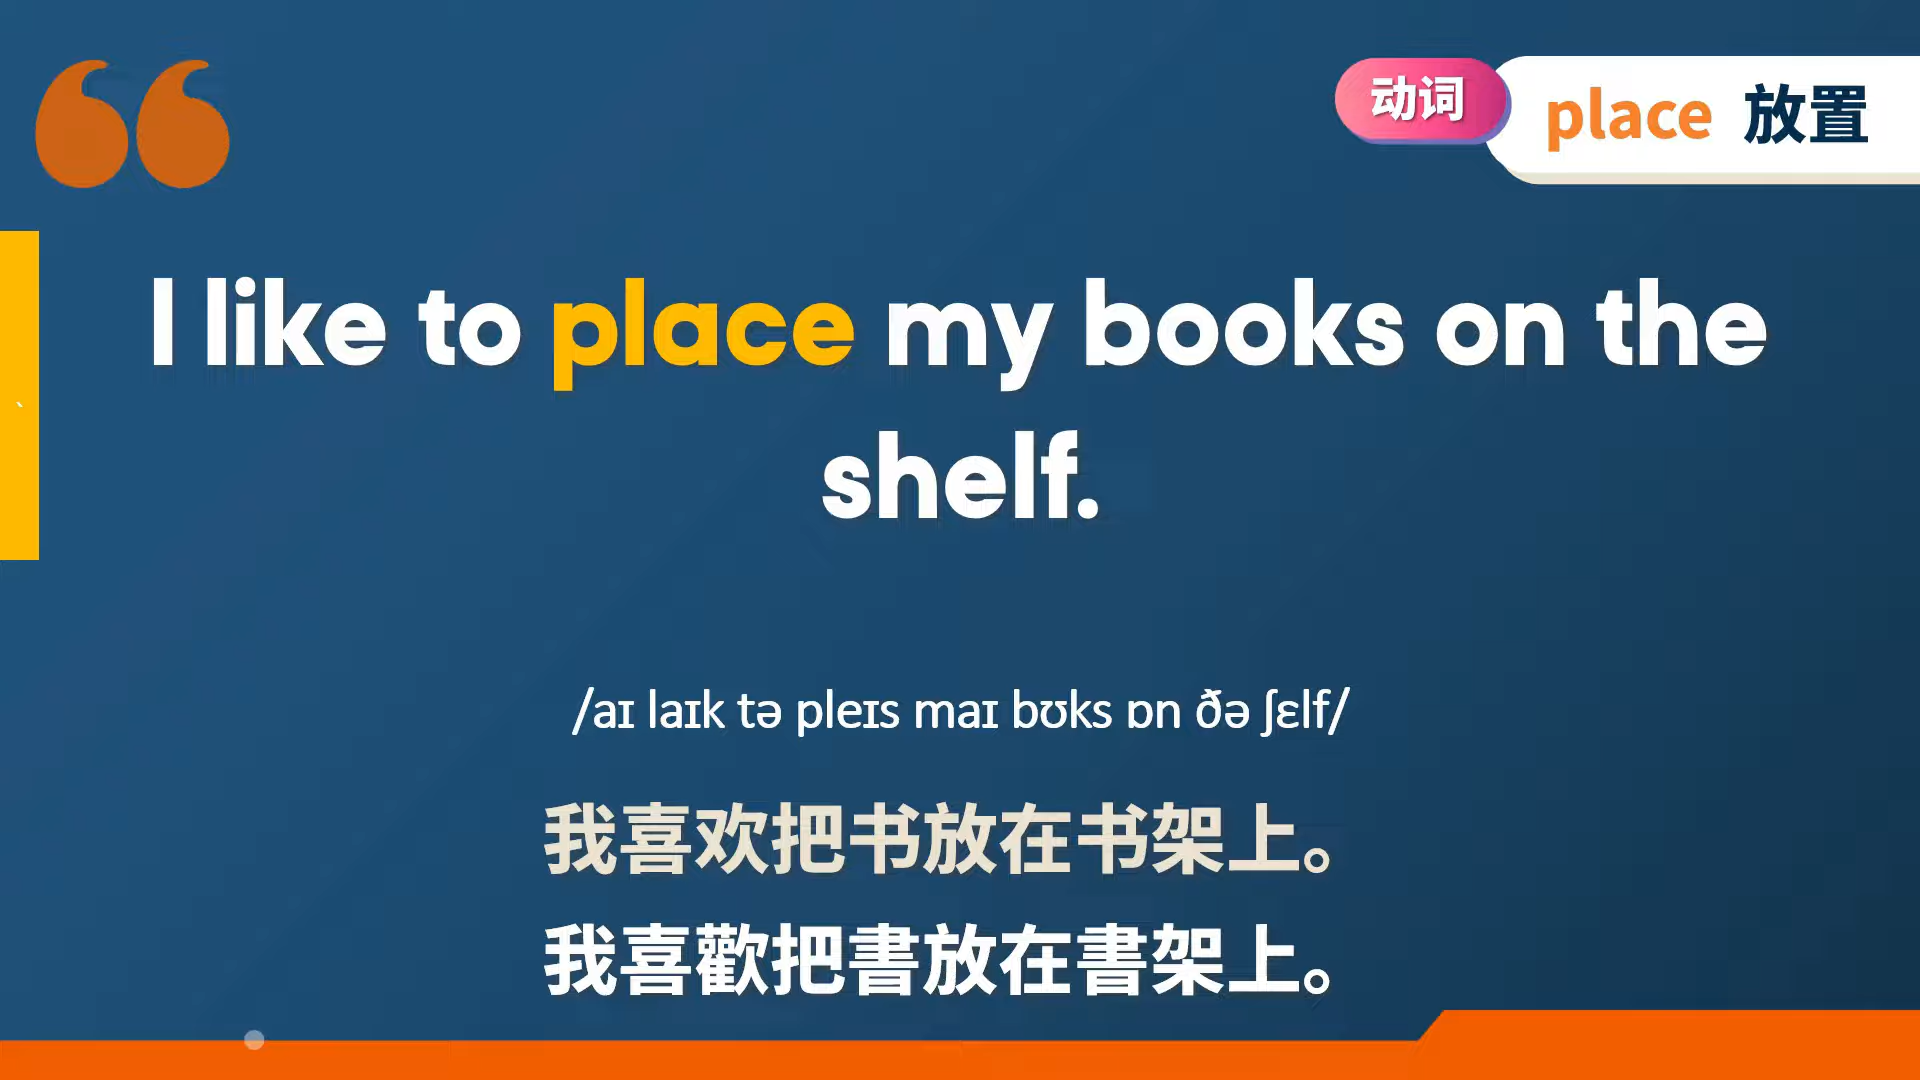 动词
place 放置
I like to place my books on the
shelf.
/aɪ laɪk tə pleɪs maɪ bʊks ɒn ðə ʃɛlf/
我喜欢把书放在书架上。
我喜歡把書放在書架上。